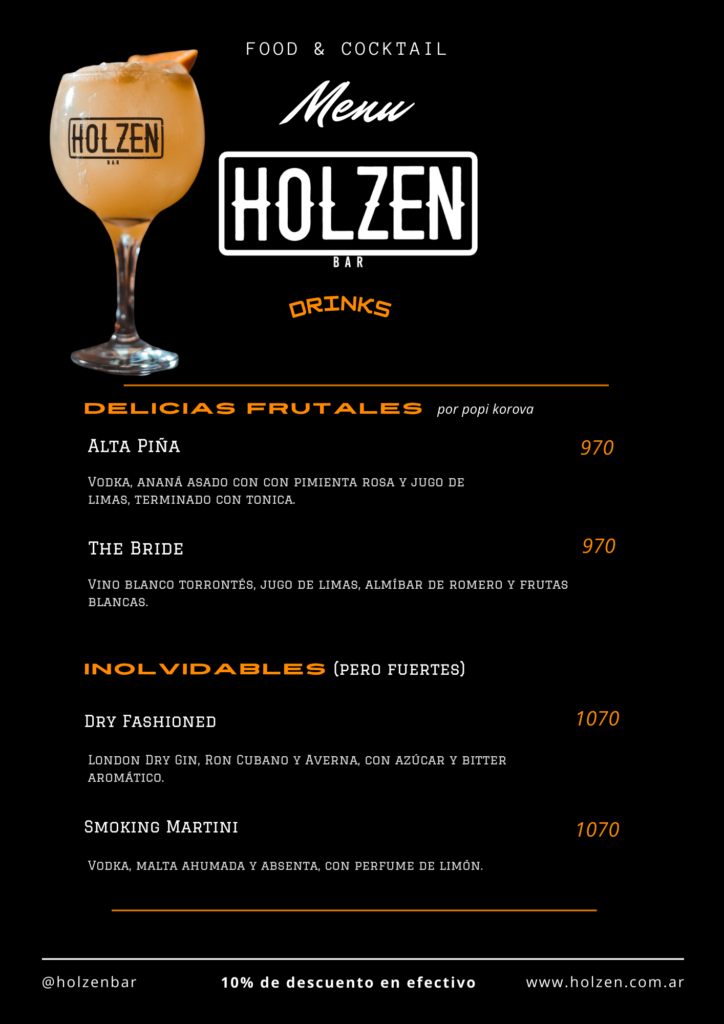 FOOD & COCKTAIL
Menu
HOLZEN
BAR
HOLZEN
BAR
DRINKS
DELICIAS FRUTALES por popi korova
Alta Piña 970
Vodka, ananá asado con con pimienta rosa y jugo de
limas, terminado con tonica.
The Bride 970
Vino blanco torrontés, jugo de limas, almíbar de romero y frutas
blancas.
INOLVIDABLES (pero fuertes)
Dry Fashioned 1070
London Dry Gin, Ron Cubano y Averna, con azúcar y bitter
aromático.
Smoking Martini 1070
Vodka, malta ahumada y absenta, con perfume de limón.
@holzenbar 10% de descuento en efectivo www.holzen.com.ar